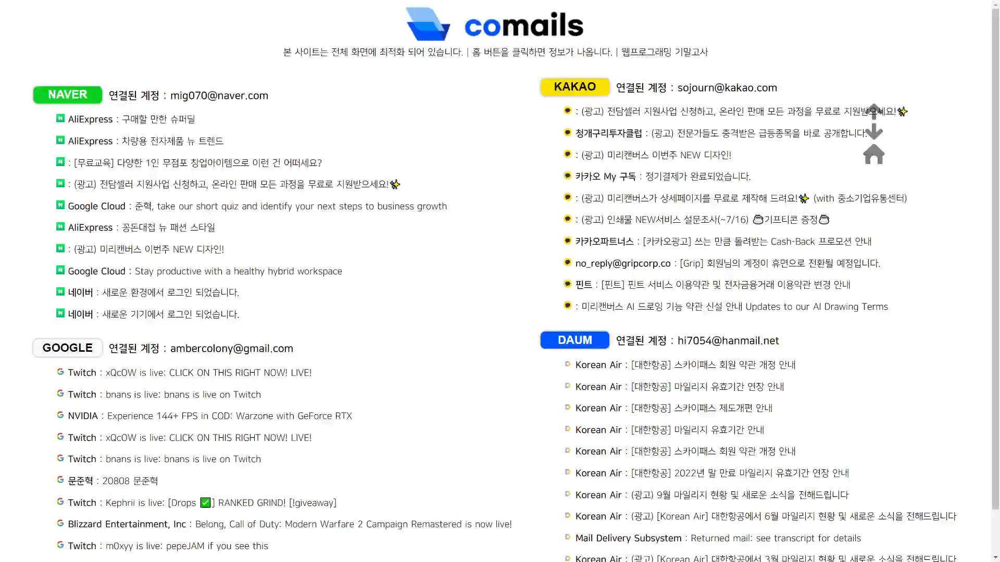 comails
본 사이트는 전체 화면에 최적화 되어 있습니다. | 홈 버튼을 클릭하면 정보가 나옵니다. | 웹프로그래밍 기말고사
NAVER 연결된 계정 : mig070@naver.com
AliExpress : 구매할 만한 슈퍼딜
AliExpress : 차량용 전자제품 뉴 트렌드
: [무료교육] 다양한 1인 무점포 창업아이템으로 이런 건 어떠세요?
: (광고) 전담셀러 지원사업 신청하고, 온라인 판매 모든 과정을 무료로 지원받으세요!✨
Google Cloud : 준혁, take our short quiz and identify your next steps to business growth
AliExpress : 꽁돈대첩 뉴 패션 스타일
: (광고) 미리캔버스 이번주 NEW 디자인!
Google Cloud : Stay productive with a healthy hybrid workspace
네이버 : 새로운 환경에서 로그인 되었습니다.
네이버 : 새로운 기기에서 로그인 되었습니다.
GOOGLE 연결된 계정 : ambercolony@gmail.com
Twitch : xQcOW is live: CLICK ON THIS RIGHT NOW! LIVE!
Twitch : bnans is live: bnans is live on Twitch
NVIDIA : Experience 144+ FPS in COD: Warzone with GeForce RTX
Twitch : xQcOW is live: CLICK ON THIS RIGHT NOW! LIVE!
Twitch : bnans is live: bnans is live on Twitch
문준혁 : 20808 문준혁
Twitch : Kephrii is live: [Drops ✅] RANKED GRIND! [!giveaway]
Blizzard Entertainment, Inc : Belong, Call of Duty: Modern Warfare 2 Campaign Remastered is now live!
Twitch : m0xyy is live: pepeJAM if you see this
KAKAO 연결된 계정 : sojourn@kakao.com
: (광고) 전담셀러 지원사업 신청하고, 온라인 판매 모든 과정을 무료로 지원받으세요!✨
청개구리투자클럽 : (광고) 전문가들도 충격받은 급등종목을 바로 공개합니다.
: (광고) 미리캔버스 이번주 NEW 디자인!
카카오 My 구독 : 정기결제가 완료되었습니다.
: (광고) 미리캔버스가 상세페이지를 무료로 제작해 드려요!✨ (with 중소기업유통센터)
: (광고) 인쇄물 NEW서비스 설문조사(~7/16) ☕기프티콘 증정☕
카카오파트너스 : [카카오광고] 쓰는 만큼 돌려받는 Cash-Back 프로모션 안내
no_reply@gripcorp.co : [Grip] 회원님의 계정이 휴면으로 전환될 예정입니다.
핀트 : [핀트] 핀트 서비스 이용약관 및 전자금융거래 이용약관 변경 안내
: 미리캔버스 AI 드로잉 기능 약관 신설 안내 Updates to our AI Drawing Terms
DAUM 연결된 계정 : hi7054@hanmail.net
Korean Air : [대한항공] 스카이패스 회원 약관 개정 안내
Korean Air : [대한항공] 마일리지 유효기간 연장 안내
Korean Air : [대한항공] 스카이패스 제도개편 안내
Korean Air : [대한항공] 마일리지 유효기간 안내
Korean Air : [대한항공] 스카이패스 회원 약관 개정 안내
Korean Air : [대한항공] 2022년 말 만료 마일리지 유효기간 연장 안내
Korean Air : (광고) 9월 마일리지 현황 및 새로운 소식을 전해드립니다
Korean Air : (광고) [Korean Air] 대한항공에서 6월 마일리지 현황 및 새로운 소식을 전해드립니다
Mail Delivery Subsystem : Returned mail: see transcript for details
Korean Air : (광고) [Korean Air] 대한항공에서 3월 마일리지 현황 및 새로운 소식을 전해드립니다